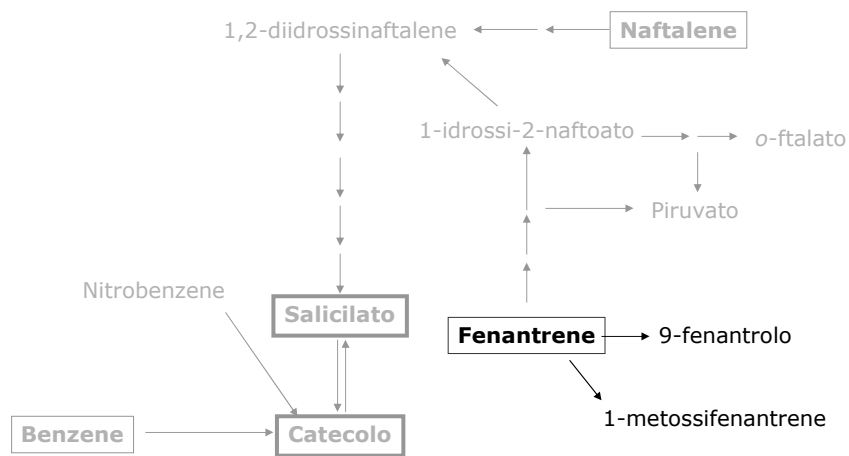 1,2-diidrossinaftalene
Naftalene
1-idrossi-2-naftoato
o-ftalato
Piruvato
Nitrobenzene
Salicilato
Fenantrene
9-fenantrolo
1-metossifenantrene
Benzene
Catecolo